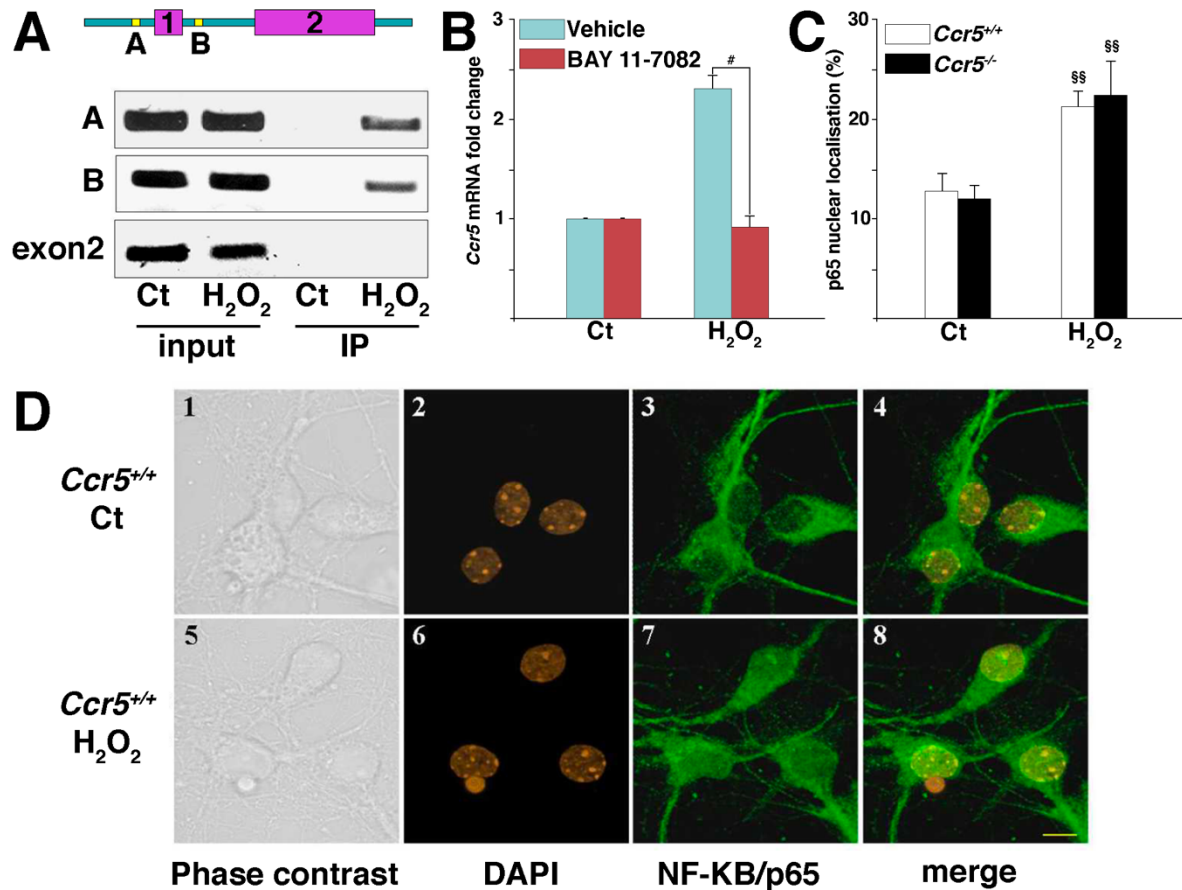 A
1
2
A
B
A
B
exon2
Ct
H₂O₂
Ct
H₂O₂
input
IP
B
Vehicle
BAY 11-7082
#
Ccr5 mRNA fold change
3
2
1
Ct
H₂O₂
C
Ccr5+/+
Ccr5-/-
§§
§§
p65 nuclear localisation (%)
30
20
10
Ct
H₂O₂
D
Ccr5+/+
Ct
1
2
3
4
Ccr5+/+
H₂O₂
5
6
7
8
Phase contrast
DAPI
NF-KB/p65
merge